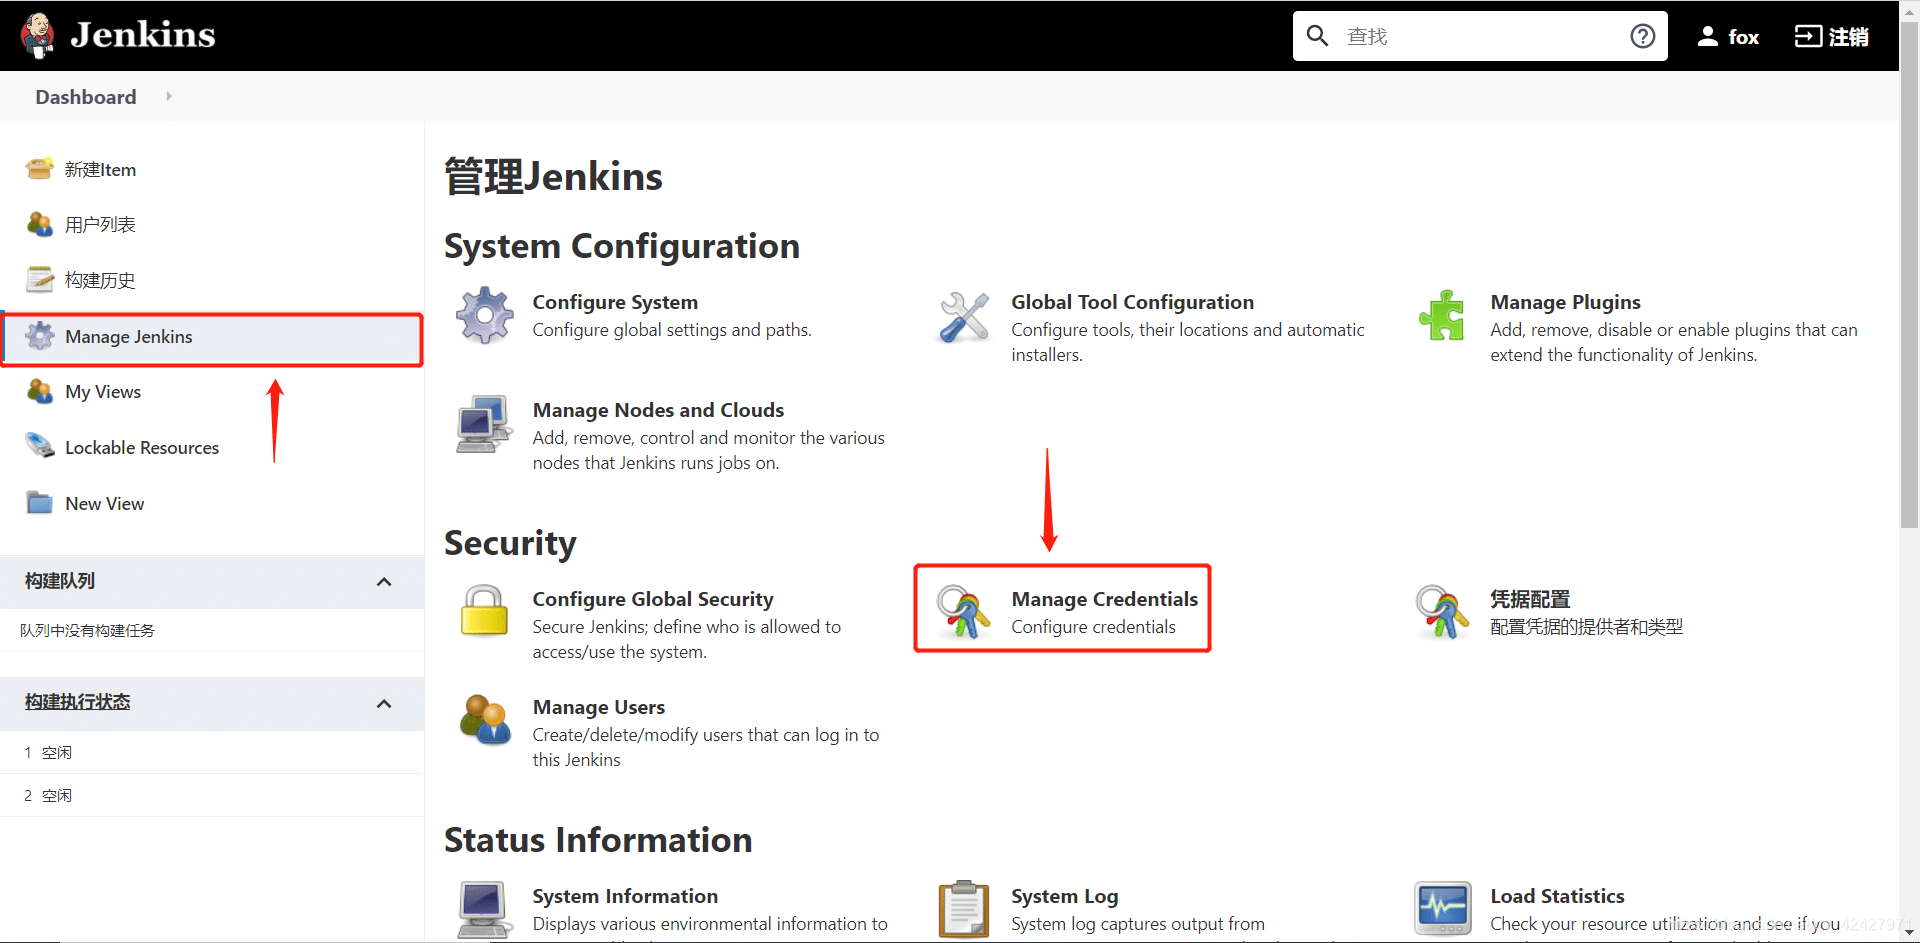 Jenkins
查找
fox
注销
Dashboard
新建Item
用户列表
构建历史
Manage Jenkins
My Views
Lockable Resources
New View
构建队列
队列中没有构建任务
构建执行状态
1 空闲
2 空闲
管理Jenkins
System Configuration
Configure System
Configure global settings and paths.
Global Tool Configuration
Configure tools, their locations and automatic
installers.
Manage Plugins
Add, remove, disable or enable plugins that can
extend the functionality of Jenkins.
Manage Nodes and Clouds
Add, remove, control and monitor the various
nodes that Jenkins runs jobs on.
Security
Configure Global Security
Secure Jenkins; define who is allowed to
access/use the system.
Manage Credentials
Configure credentials
凭据配置
配置凭据的提供者和类型
Manage Users
Create/delete/modify users that can log in to
this Jenkins
Status Information
System Information
Displays various environmental information to
System Log
System log captures output from
Load Statistics
Check your resource utilization and see if you